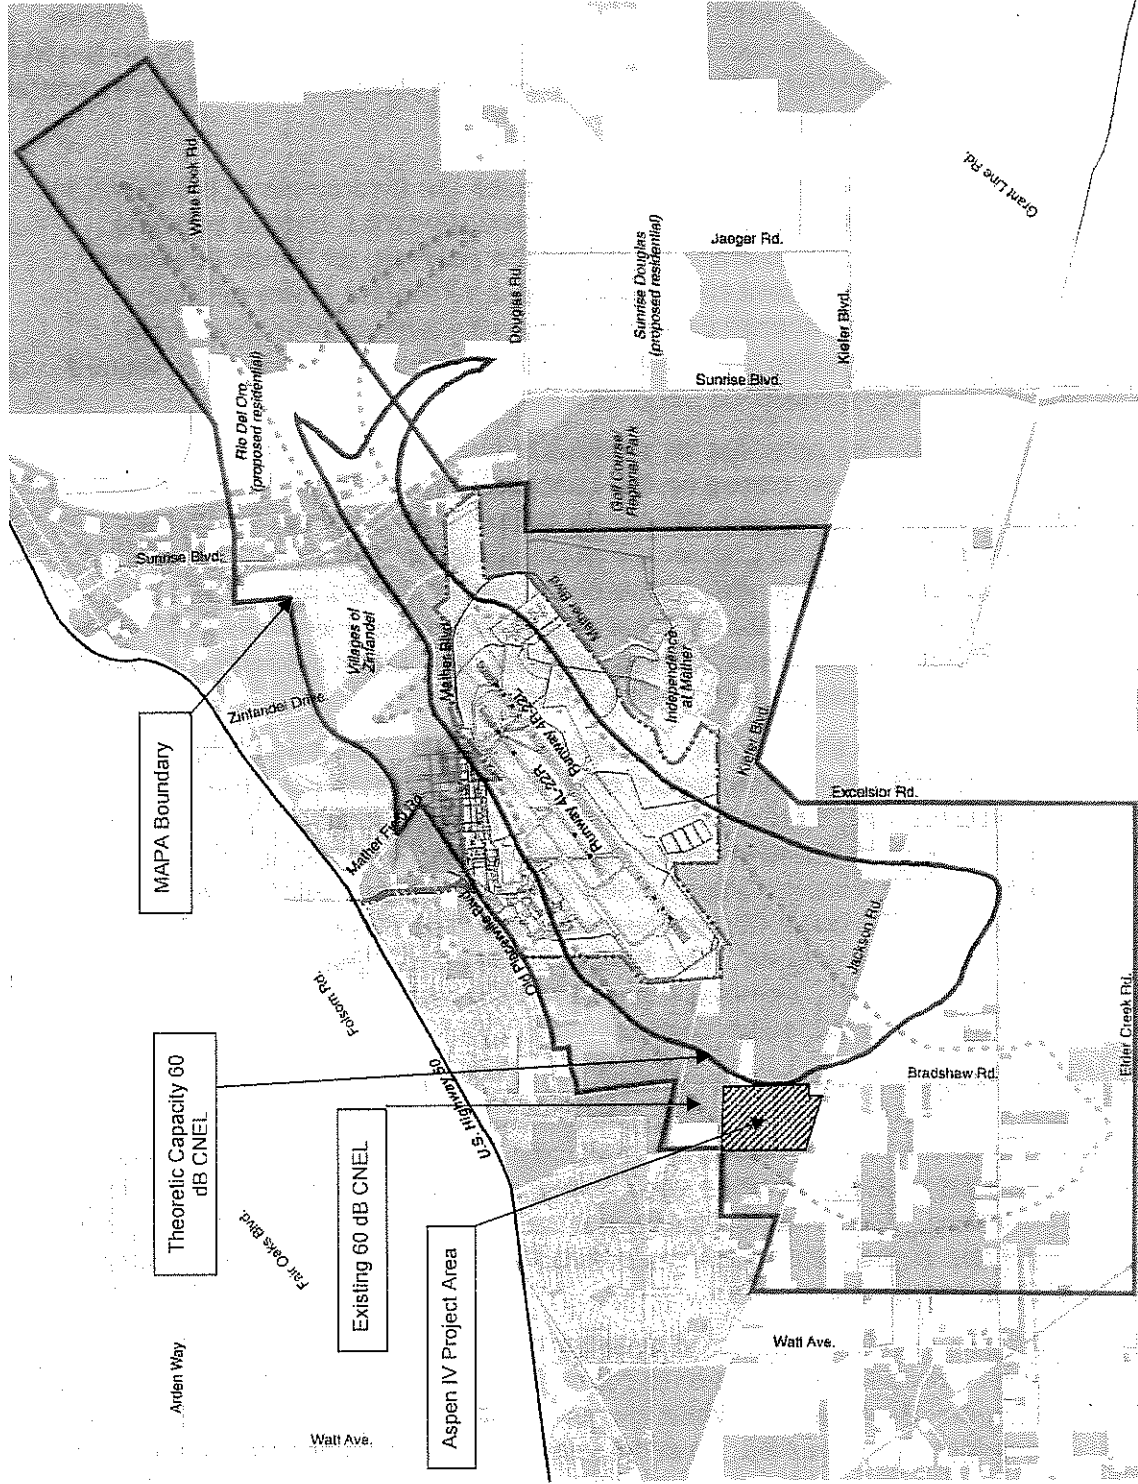 MAPA Boundary
Theoretic Capacity 60
dB CNEL
Existing 60 dB CNEL
Aspen IV Project Area
Arden Way
Watt Ave.
Fair Oaks Blvd.
Folsom Rd.
U.S. Highway 50
Mather Field Rd.
Zinfandel Drive
Sunrise Blvd.
Villages of
Zinfandel
Rio Del Oro
(proposed residential)
White Rock Rd.
Old Placerville Blvd.
Mather Blvd.
Runway 4L-22R
Runway 4R-22L
Mather Blvd
Independence
at Mather
Golf Course/
Regional Park
Douglas Rd.
Sunrise Douglas
(proposed residential)
Jaeger Rd.
Sunrise Blvd.
Kiefer Blvd.
Grant Line Rd.
Kiefer Blvd.
Excelsior Rd.
Jackson Rd.
Bradshaw Rd.
Elder Creek Rd.
Watt Ave.